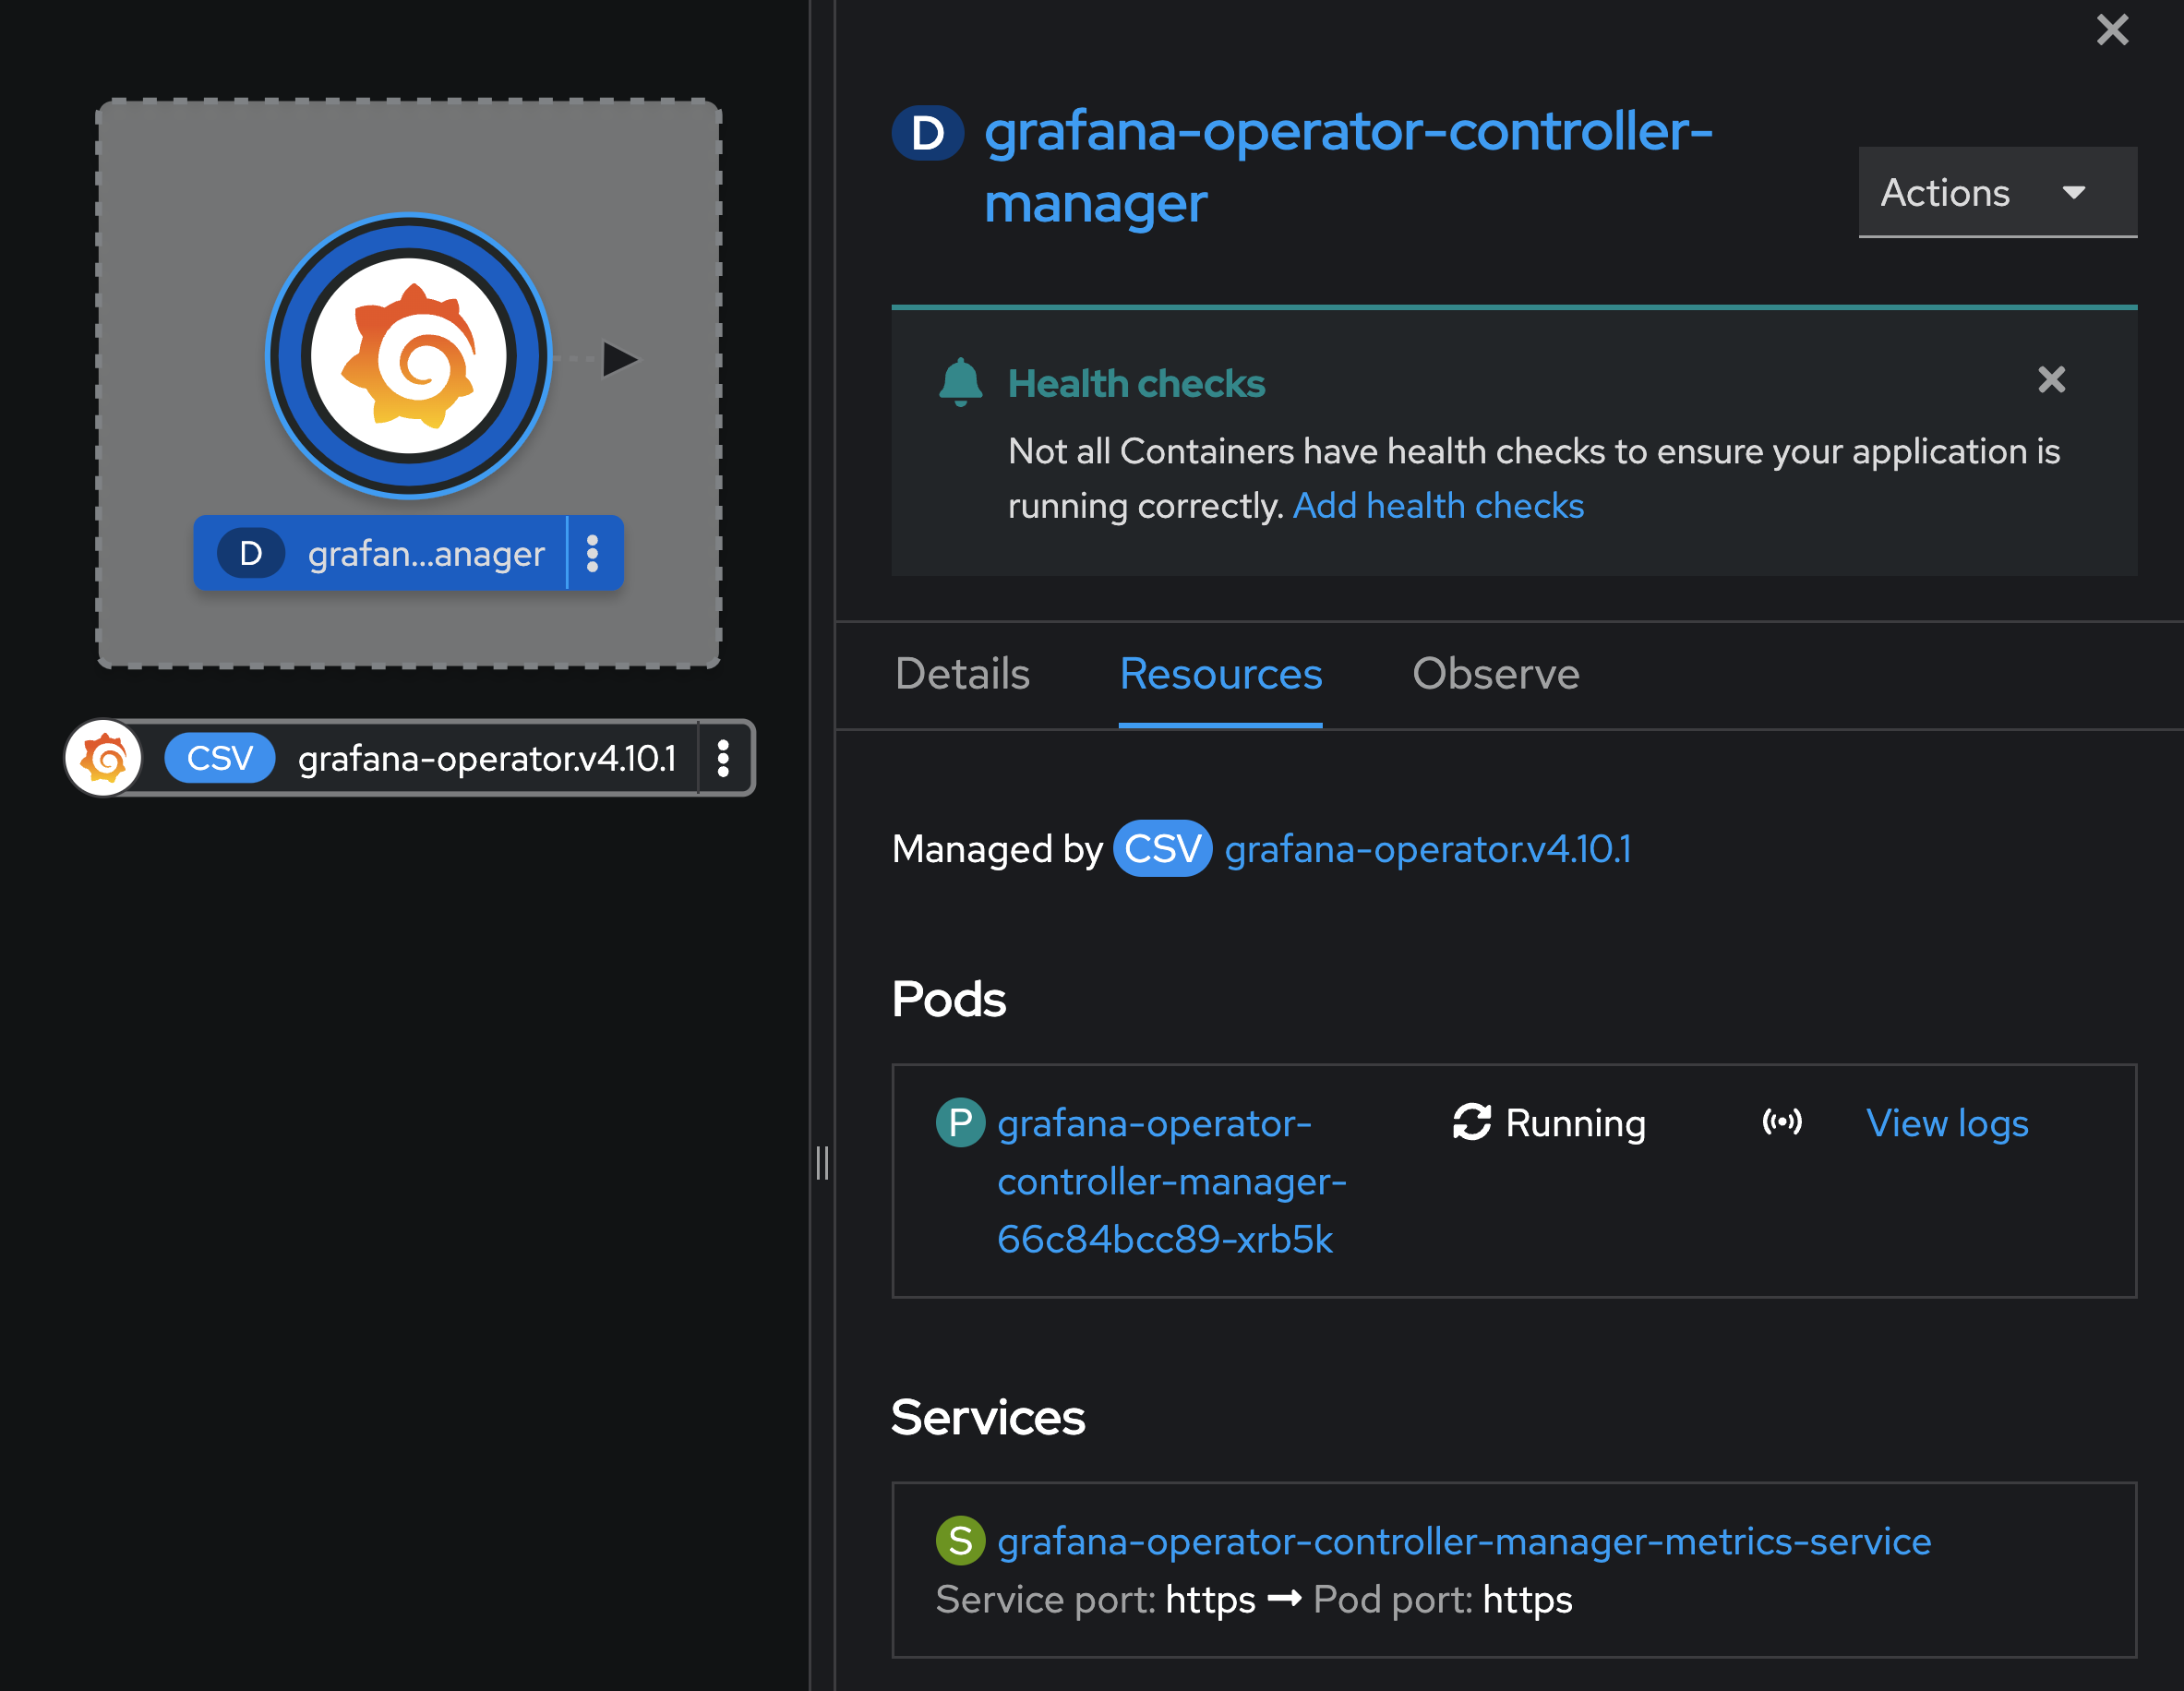 D grafan...anager
CSV grafana-operator.v4.10.1
D grafana-operator-controller-
manager
Actions
Health checks
Not all Containers have health checks to ensure your application is
running correctly. Add health checks
Details Resources Observe
Managed by CSV grafana-operator.v4.10.1
Pods
P grafana-operator- Running View logs
controller-manager-
66c84bcc89-xrb5k
Services
S grafana-operator-controller-manager-metrics-service
Service port: https Pod port: https